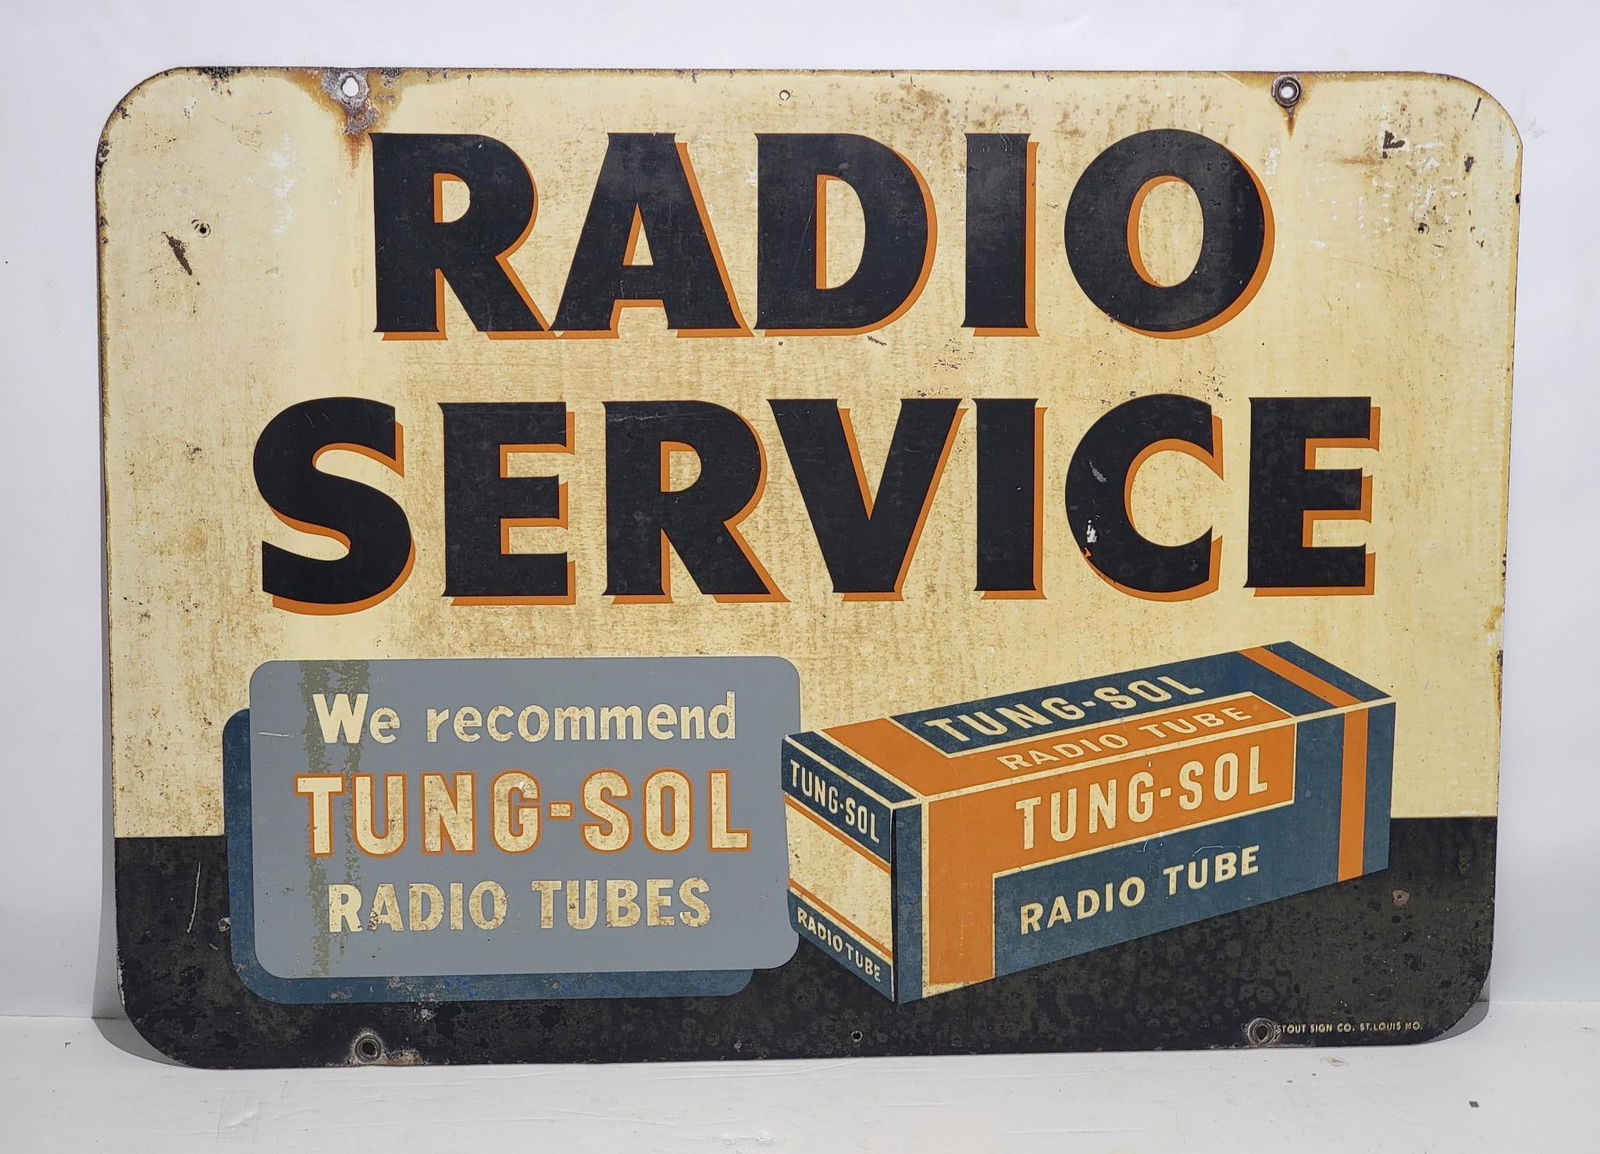 RADIO
SERVICE
We recommend
TUNG-SOL
RADIO TUBES
TUNG-SOL
RADIO TUBE
TUNG-SOL
RADIO TUBE
TUNG-SOL
RADIO TUBE
STOUT SIGN CO. ST. LOUIS MO.